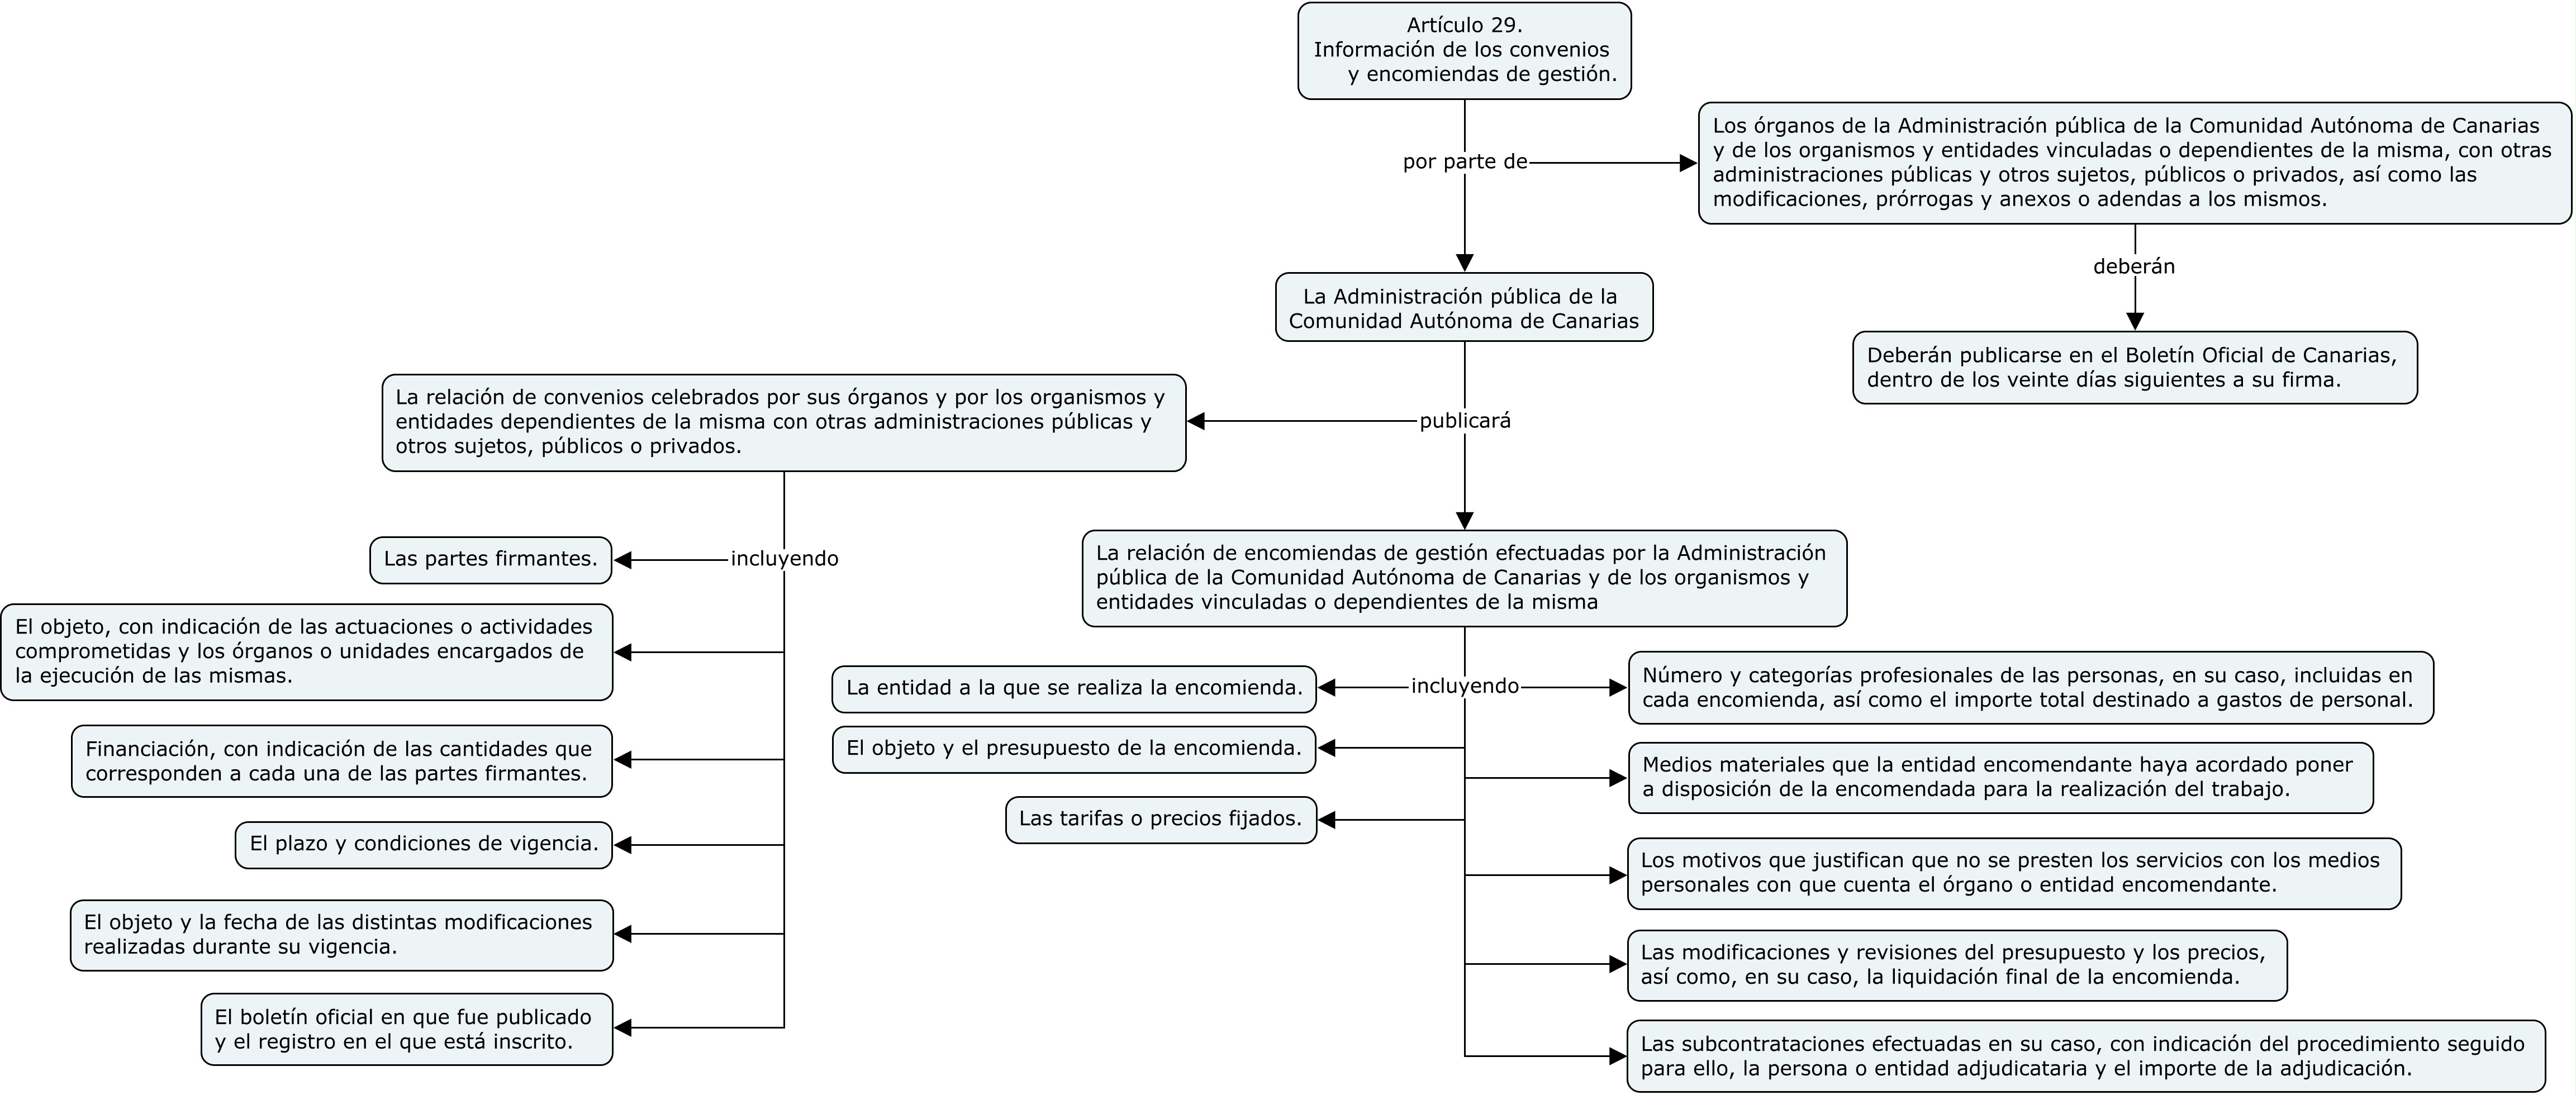 Artículo 29.
Información de los convenios
y encomiendas de gestión.
por parte de
Los órganos de la Administración pública de la Comunidad Autónoma de Canarias
y de los organismos y entidades vinculadas o dependientes de la misma, con otras
administraciones públicas y otros sujetos, públicos o privados, así como las
modificaciones, prórrogas y anexos o adendas a los mismos.
deberán
Deberán publicarse en el Boletín Oficial de Canarias,
dentro de los veinte días siguientes a su firma.
La Administración pública de la
Comunidad Autónoma de Canarias
publicará
La relación de convenios celebrados por sus órganos y por los organismos y
entidades dependientes de la misma con otras administraciones públicas y
otros sujetos, públicos o privados.
incluyendo
Las partes firmantes.
El objeto, con indicación de las actuaciones o actividades
comprometidas y los órganos o unidades encargados de
la ejecución de las mismas.
Financiación, con indicación de las cantidades que
corresponden a cada una de las partes firmantes.
El plazo y condiciones de vigencia.
El objeto y la fecha de las distintas modificaciones
realizadas durante su vigencia.
El boletín oficial en que fue publicado
y el registro en el que está inscrito.
La relación de encomiendas de gestión efectuadas por la Administración
pública de la Comunidad Autónoma de Canarias y de los organismos y
entidades vinculadas o dependientes de la misma
incluyendo
La entidad a la que se realiza la encomienda.
El objeto y el presupuesto de la encomienda.
Las tarifas o precios fijados.
Número y categorías profesionales de las personas, en su caso, incluidas en
cada encomienda, así como el importe total destinado a gastos de personal.
Medios materiales que la entidad encomendante haya acordado poner
a disposición de la encomendada para la realización del trabajo.
Los motivos que justifican que no se presten los servicios con los medios
personales con que cuenta el órgano o entidad encomendante.
Las modificaciones y revisiones del presupuesto y los precios,
así como, en su caso, la liquidación final de la encomienda.
Las subcontrataciones efectuadas en su caso, con indicación del procedimiento seguido
para ello, la persona o entidad adjudicataria y el importe de la adjudicación.